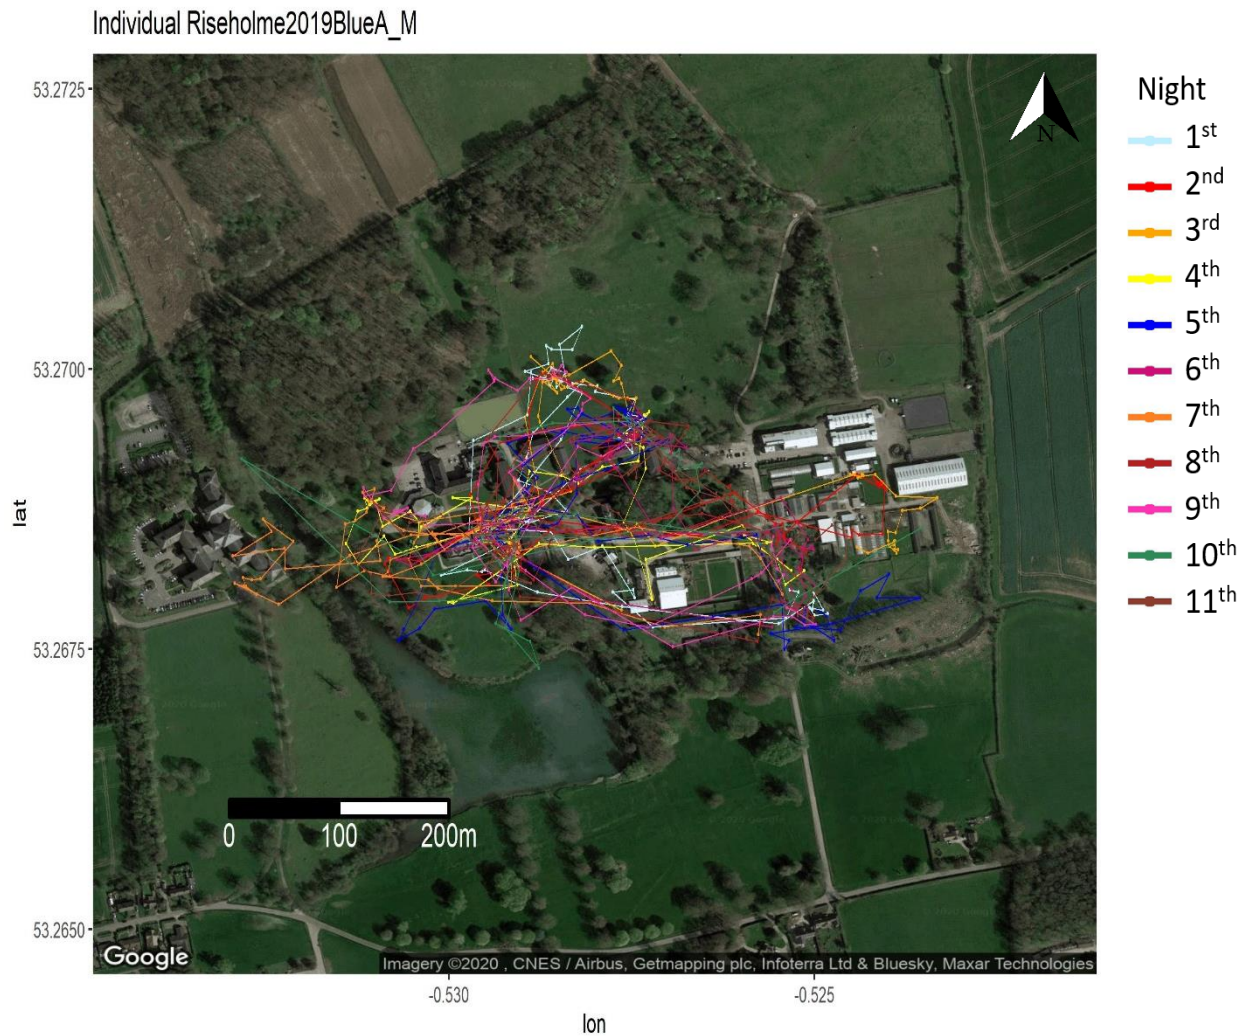 Individual Riseholme2019BlueA_M
53.2725
53.2700
53.2675
53.2650
lat
N
Night
1st
2nd
3rd
4th
5th
6th
7th
8th
9th
10th
11th
0 100 200m
Google
Imagery ©2020 , CNES / Airbus, Getmapping plc, Infoterra Ltd & Bluesky, Maxar Technologies
-0.530 -0.525
lon